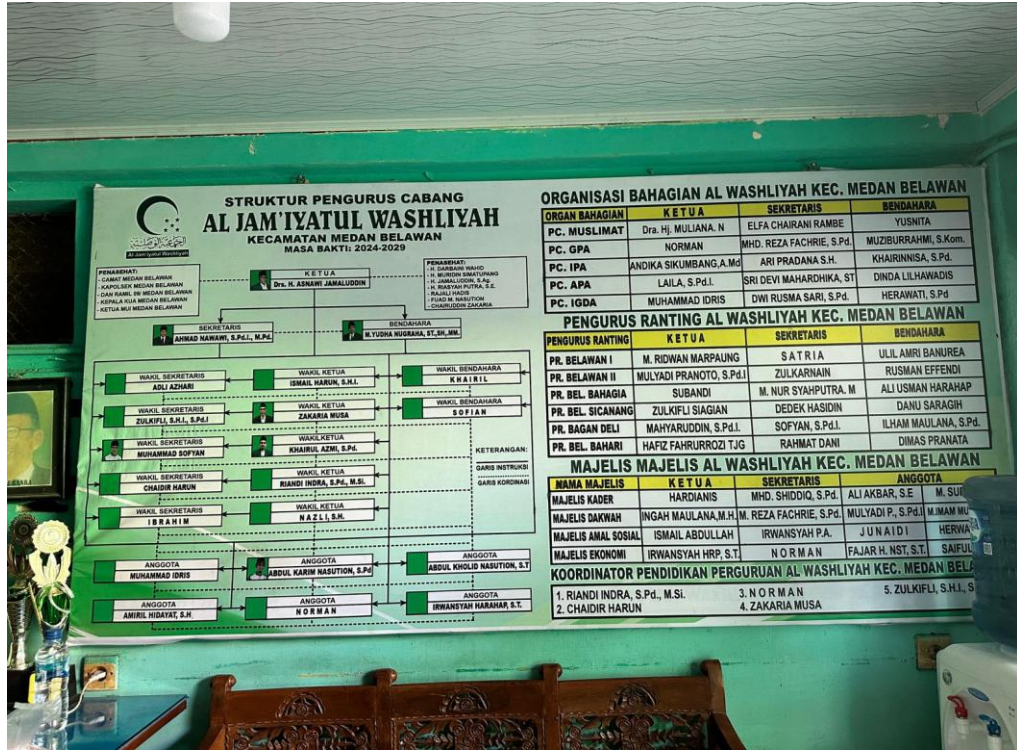 STRUKTUR PENGURUS CABANG
AL JAM'IYATUL WASHLIYAH
KECAMATAN MEDAN BELAWAN
MASA BAKTI: 2024-2029
Al Jam'iyatul Washliyah
PENASEHAT:
- CAMAT MEDAN BELAWAN
- KAPOLSEK MEDAN BELAWAN
- DAN RAMIL 09/ MEDAN BELAWAN
- KEPALA KUA MEDAN BELAWAN
- KETUA MUI MEDAN BELAWAN
KETUA
Drs. H. ASNAWI JAMALUDDIN
PENASEHAT:
- H. DARBAINI WAHID
- H. MURIDIN SIMATUPANG
- H. JAMALUDDIN, S.Ag.
- H. RIASYAH PUTRA, S.E.
- RAJALI HADIS
- FUAD M. NASUTION
- CHAIRUDDIN ZAKARIA
SEKRETARIS
AHMAD NAWAWI, S.Pd.I., M.Pd.
BENDAHARA
M.YUDHA NUGRAHA, ST.,SH.,MM.
WAKIL SEKRETARIS
ADLI AZHARI
WAKIL KETUA
ISMAIL HARUN, S.H.I.
WAKIL BENDAHARA
KHAIRIL
WAKIL SEKRETARIS
ZULKIFLI, S.H.I., S.Pd.I
WAKIL KETUA
ZAKARIA MUSA
WAKIL BENDAHARA
SOFIAN
WAKIL SEKRETARIS
MUHAMMAD SOFYAN
WAKILKETUA
KHAIRUL AZMI, S.Pd.
KETERANGAN:
GARIS INSTRUKSI
GARIS KORDINASI
WAKIL SEKRETARIS
CHAIDIR HARUN
WAKIL KETUA
RIANDI INDRA, S.Pd., M.Si.
WAKIL SEKRETARIS
IBRAHIM
WAKIL KETUA
NAZLI, S.H.
ANGGOTA
MUHAMMAD IDRIS
ANGGOTA
ABDUL KARIM NASUTION, S.Pd
ANGGOTA
ABDUL KHOLID NASUTION, S.T
ANGGOTA
AMIRIL HIDAYAT, S.H
ANGGOTA
NORMAN
ANGGOTA
IRWANSYAH HARAHAP, S.T.
ORGANISASI BAHAGIAN AL WASHLIYAH KEC. MEDAN BELAWAN
ORGAN BAHAGIAN KETUA SEKRETARIS BENDAHARA
PC. MUSLIMAT Dra. Hj. MULIANA. N ELFA CHAIRANI RAMBE YUSNITA
PC. GPA NORMAN MHD. REZA FACHRIE, S.Pd. MUZIBURRAHMI, S.Kom.
PC. IPA ANDIKA SIKUMBANG,A.Md ARI PRADANA S.H. KHAIRINNISA, S.Pd.
PC. APA LAILA, S.Pd.I. SRI DEVI MAHARDHIKA, ST DINDA LILHAWADIS
PC. IGDA MUHAMMAD IDRIS DWI RUSMA SARI, S.Pd. HERAWATI, S.Pd
PENGURUS RANTING AL WASHLIYAH KEC. MEDAN BELAWAN
PENGURUS RANTING KETUA SEKRETARIS BENDAHARA
PR. BELAWAN I M. RIDWAN MARPAUNG SATRIA ULIL AMRI BANUREA
PR. BELAWAN II MULYADI PRANOTO, S.Pd.I ZULKARNAIN RUSMAN EFFENDI
PR. BEL. BAHAGIA SUBANDI M. NUR SYAHPUTRA. M ALI USMAN HARAHAP
PR. BEL. SICANANG ZULKIFLI SIAGIAN DEDEK HASIDIN DANU SARAGIH
PR. BAGAN DELI MAHYARUDDIN, S.Pd.I. SOFYAN, S.Pd.I. ILHAM MAULANA, S.Pd.
PR. BEL. BAHARI HAFIZ FAHRURROZI TJG RAHMAT DANI DIMAS PRANATA
MAJELIS MAJELIS AL WASHLIYAH KEC. MEDAN BELAWAN
NAMA MAJELIS KETUA SEKRETARIS ANGGOTA
MAJELIS KADER HARDIANIS MHD. SHIDDIQ, S.Pd. ALI AKBAR, S.E M.
MAJELIS DAKWAH INGAH MAULANA,M.H. M. REZA FACHRIE, S.Pd. MULYADI P., S.Pd.I M.IMAM
MAJELIS AMAL SOSIAL ISMAIL ABDULLAH IRWANSYAH P.A. JUNAIDI
MAJELIS EKONOMI IRWANSYAH HRP, S.T. NORMAN FAJAR H. NST, S.T.
KOORDINATOR PENDIDIKAN PERGURUAN AL WASHLIYAH KEC. MEDAN
1. RIANDI INDRA, S.Pd., M.Si. 3. NORMAN 5. ZULKIFLI, S.H.I.,
2. CHAIDIR HARUN 4. ZAKARIA MUSA